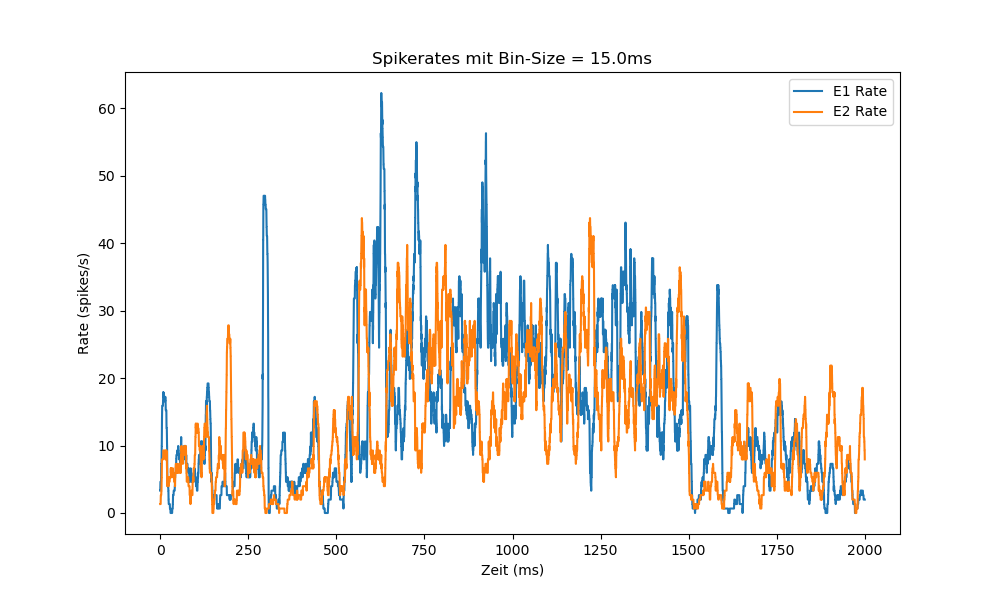 Spikerates mit Bin-Size = 15.0ms
E1 Rate
E2 Rate
60
50
40
30
20
10
0
Rate (spikes/s)
0 250 500 750 1000 1250 1500 1750 2000
Zeit (ms)